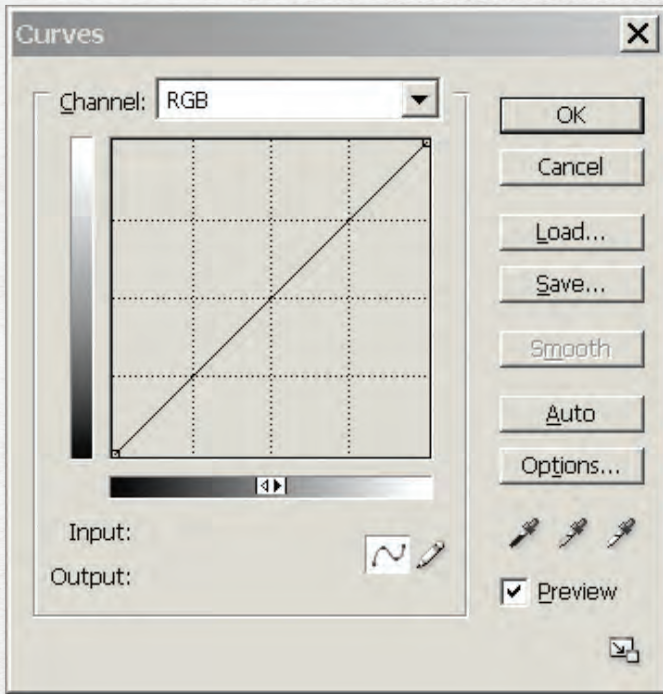 Curves
Channel: RGB
OK
Cancel
Load...
Save...
Smooth
Auto
Options...
Input:
Output:
Preview